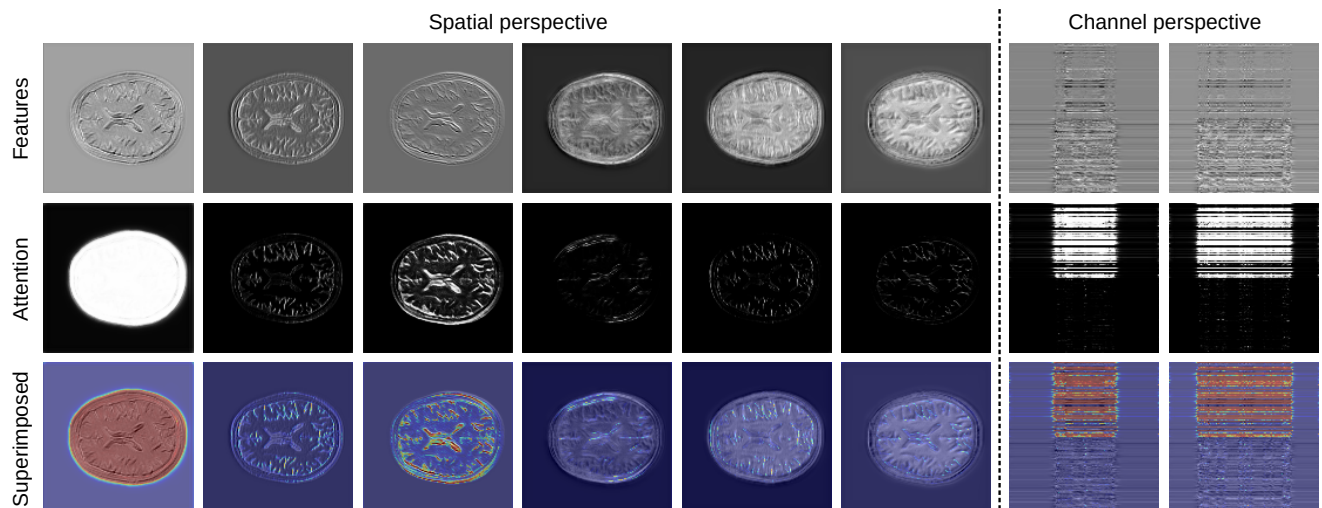 Spatial perspective
Channel perspective
Features
Attention
Superimposed